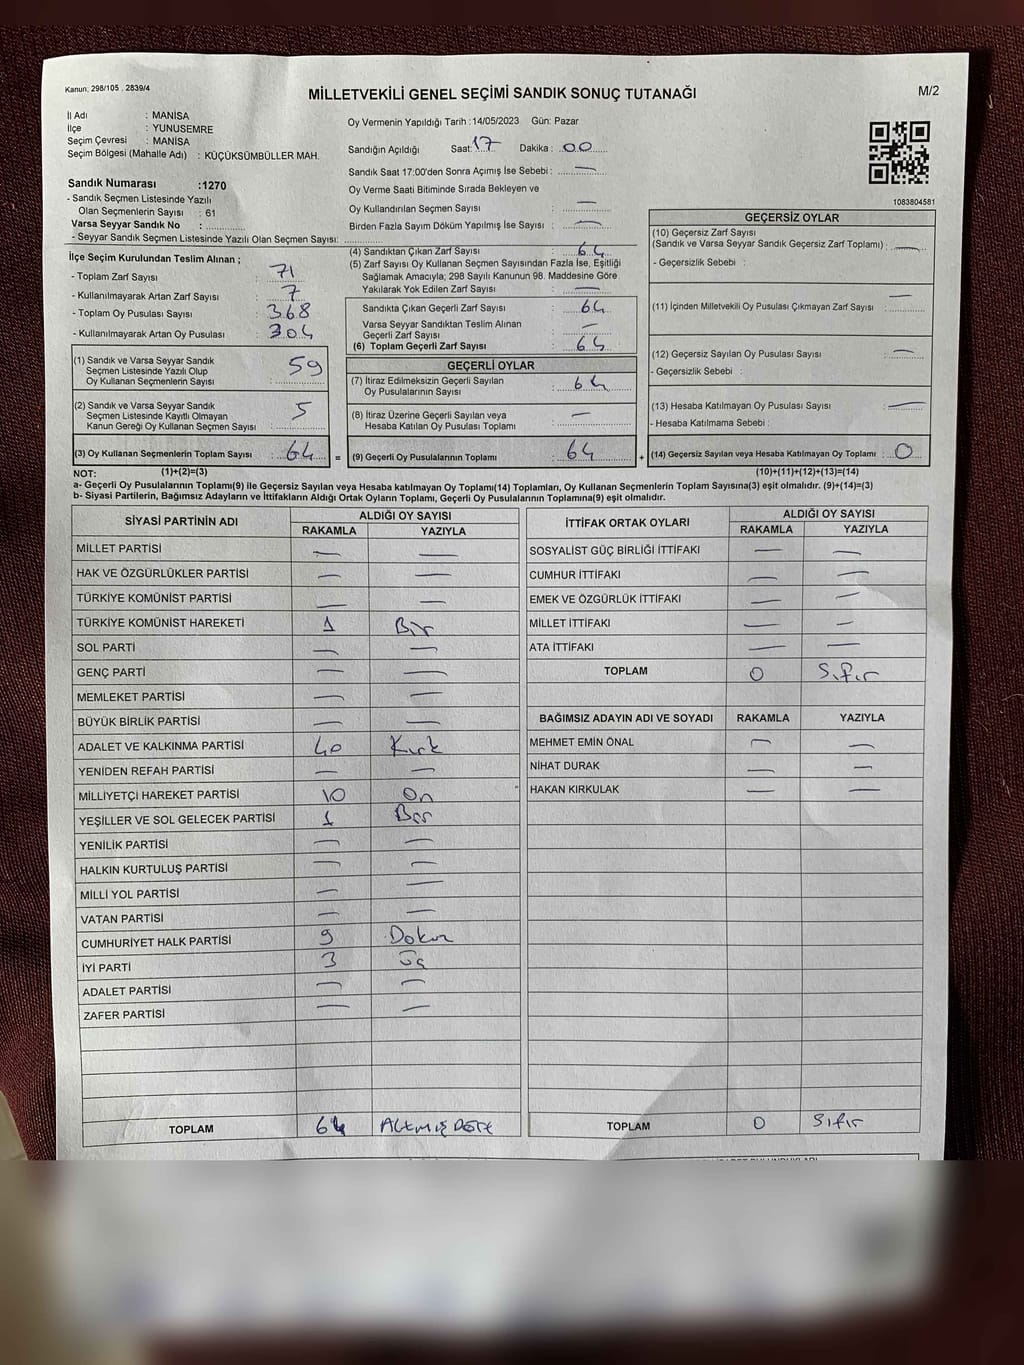 Kanun; 298/105 , 2839/4
MİLLETVEKİLİ GENEL SEÇİMİ SANDIK SONUÇ TUTANAĞI
M/2
İl Adı : MANİSA
İlçe : YUNUSEMRE
Seçim Çevresi : MANİSA
Seçim Bölgesi (Mahalle Adı) : KÜÇÜKSÜMBÜLLER MAH.
Sandık Numarası :1270
- Sandık Seçmen Listesinde Yazılı
Olan Seçmenlerin Sayısı : 61
Varsa Seyyar Sandık No :
- Seyyar Sandık Seçmen Listesinde Yazılı Olan Seçmen Sayısı:
Oy Vermenin Yapıldığı Tarih :14/05/2023 Gün: Pazar
Sandığın Açıldığı Saat: 17 Dakika : 00
Sandık Saat 17:00'den Sonra Açımış İse Sebebi : —
Oy Verme Saati Bitiminde Sırada Bekleyen ve
Oy Kullandırılan Seçmen Sayısı : —
Birden Fazla Sayım Döküm Yapılmış İse Sayısı : —
1083804581
İlçe Seçim Kurulundan Teslim Alınan ;
- Toplam Zarf Sayısı : 71
- Kullanılmayarak Artan Zarf Sayısı : 7
- Toplam Oy Pusulası Sayısı : 368
- Kullanılmayarak Artan Oy Pusulası : 304
(1) Sandık ve Varsa Seyyar Sandık
Seçmen Listesinde Yazılı Olup
Oy Kullanan Seçmenlerin Sayısı : 59
(2) Sandık ve Varsa Seyyar Sandık
Seçmen Listesinde Kayıtlı Olmayan
Kanun Gereği Oy Kullanan Seçmen Sayısı : 5
(3) Oy Kullanan Seçmenlerin Toplam Sayısı : 64 =
(4) Sandıktan Çıkan Zarf Sayısı : 64
(5) Zarf Sayısı Oy Kullanan Seçmen Sayısından Fazla İse, Eşitliği
Sağlamak Amacıyla; 298 Sayılı Kanunun 98. Maddesine Göre
Yakılarak Yok Edilen Zarf Sayısı : —
Sandıkta Çıkan Geçerli Zarf Sayısı : 64
Varsa Seyyar Sandıktan Teslim Alınan
Geçerli Zarf Sayısı : —
(6) Toplam Geçerli Zarf Sayısı : 64
GEÇERLİ OYLAR
(7) İtiraz Edilmeksizin Geçerli Sayılan
Oy Pusulalarının Sayısı : 64
(8) İtiraz Üzerine Geçerli Sayılan veya
Hesaba Katılan Oy Pusulası Toplamı : —
(9) Geçerli Oy Pusulalarının Toplamı : 64 +
GEÇERSİZ OYLAR
(10) Geçersiz Zarf Sayısı
(Sandık ve Varsa Seyyar Sandık Geçersiz Zarf Toplamı) : —
- Geçersizlik Sebebi :
(11) İçinden Milletvekili Oy Pusulası Çıkmayan Zarf Sayısı : —
(12) Geçersiz Sayılan Oy Pusulası Sayısı : —
- Geçersizlik Sebebi :
(13) Hesaba Katılmayan Oy Pusulası Sayısı : —
- Hesaba Katılmama Sebebi :
(14) Geçersiz Sayılan veya Hesaba Katılmayan Oy Toplamı : 0
NOT: (1)+(2)=(3) (10)+(11)+(12)+(13)=(14)
a- Geçerli Oy Pusulalarının Toplamı(9) ile Geçersiz Sayılan veya Hesaba katılmayan Oy Toplamı(14) Toplamları, Oy Kullanan Seçmenlerin Toplam Sayısına(3) eşit olmalıdır. (9)+(14)=(3)
b- Siyasi Partilerin, Bağımsız Adayların ve İttifakların Aldığı Ortak Oyların Toplamı, Geçerli Oy Pusulalarının Toplamına(9) eşit olmalıdır.
SİYASİ PARTİNİN ADI ALDIĞI OY SAYISI
RAKAMLA YAZIYLA
MİLLET PARTİSİ — —
HAK VE ÖZGÜRLÜKLER PARTİSİ — —
TÜRKİYE KOMÜNİST PARTİSİ — —
TÜRKİYE KOMÜNİST HAREKETİ 1 Bir
SOL PARTİ — —
GENÇ PARTİ — —
MEMLEKET PARTİSİ — —
BÜYÜK BİRLİK PARTİSİ — —
ADALET VE KALKINMA PARTİSİ 40 Kırk
YENİDEN REFAH PARTİSİ — —
MİLLİYETÇİ HAREKET PARTİSİ 10 On
YEŞİLLER VE SOL GELECEK PARTİSİ 1 Bir
YENİLİK PARTİSİ — —
HALKIN KURTULUŞ PARTİSİ — —
MİLLİ YOL PARTİSİ — —
VATAN PARTİSİ — —
CUMHURİYET HALK PARTİSİ 9 Dokuz
İYİ PARTİ 3 Üç
ADALET PARTİSİ — —
ZAFER PARTİSİ — —
TOPLAM 64 ALTMIŞ DÖRT
İTTİFAK ORTAK OYLARI ALDIĞI OY SAYISI
RAKAMLA YAZIYLA
SOSYALİST GÜÇ BİRLİĞİ İTTİFAKI — —
CUMHUR İTTİFAKI — —
EMEK VE ÖZGÜRLÜK İTTİFAKI — —
MİLLET İTTİFAKI — —
ATA İTTİFAKI — —
TOPLAM 0 Sıfır
BAĞIMSIZ ADAYIN ADI VE SOYADI RAKAMLA YAZIYLA
MEHMET EMİN ÖNAL — —
NİHAT DURAK — —
HAKAN KIRKULAK — —
TOPLAM 0 Sıfır